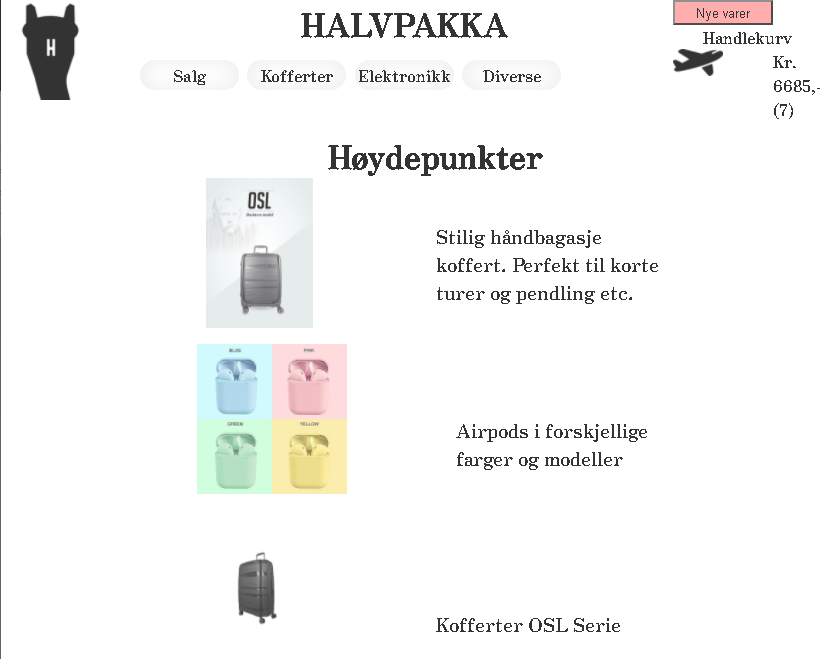 H
HALVPAKKA
Nye varer
Handlekurv
Kr.
6685,-
(7)
Salg
Kofferter
Elektronikk
Diverse
Høydepunkter
OSL
Stilig håndbagasje
koffert. Perfekt til korte
turer og pendling etc.
BLUE
PINK
GREEN
YELLOW
Airpods i forskjellige
farger og modeller
Kofferter OSL Serie